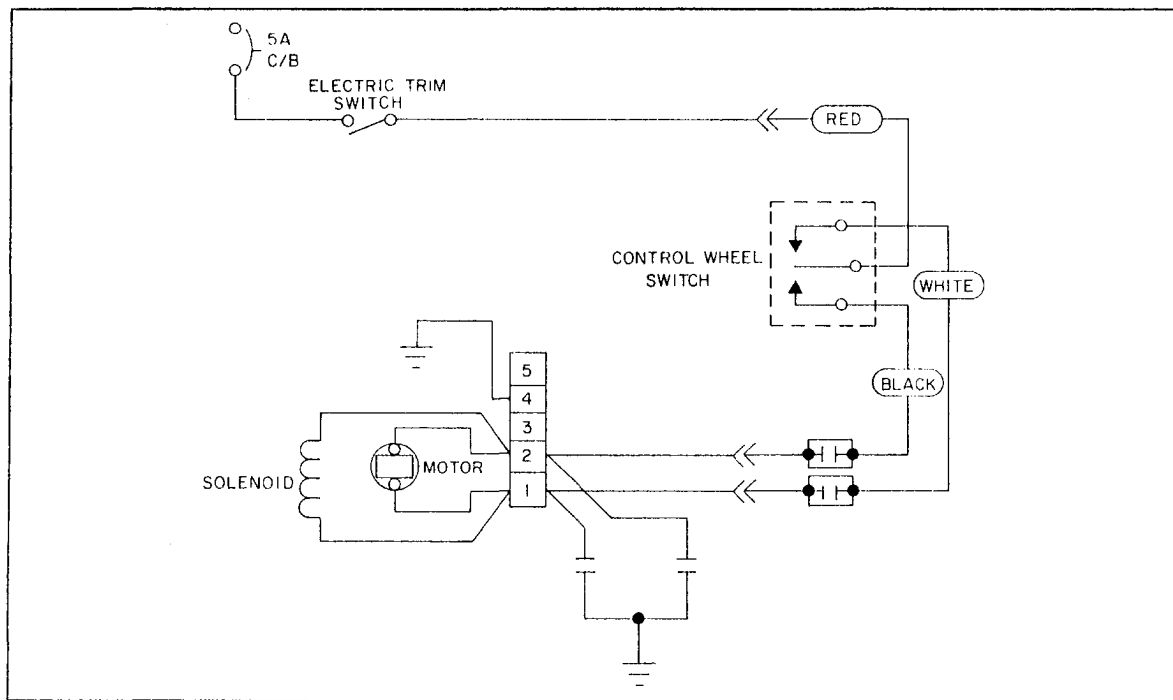 5A
C/B
ELECTRIC TRIM
SWITCH
RED
CONTROL WHEEL
SWITCH
WHITE
BLACK
5
4
3
2
1
MOTOR
SOLENOID